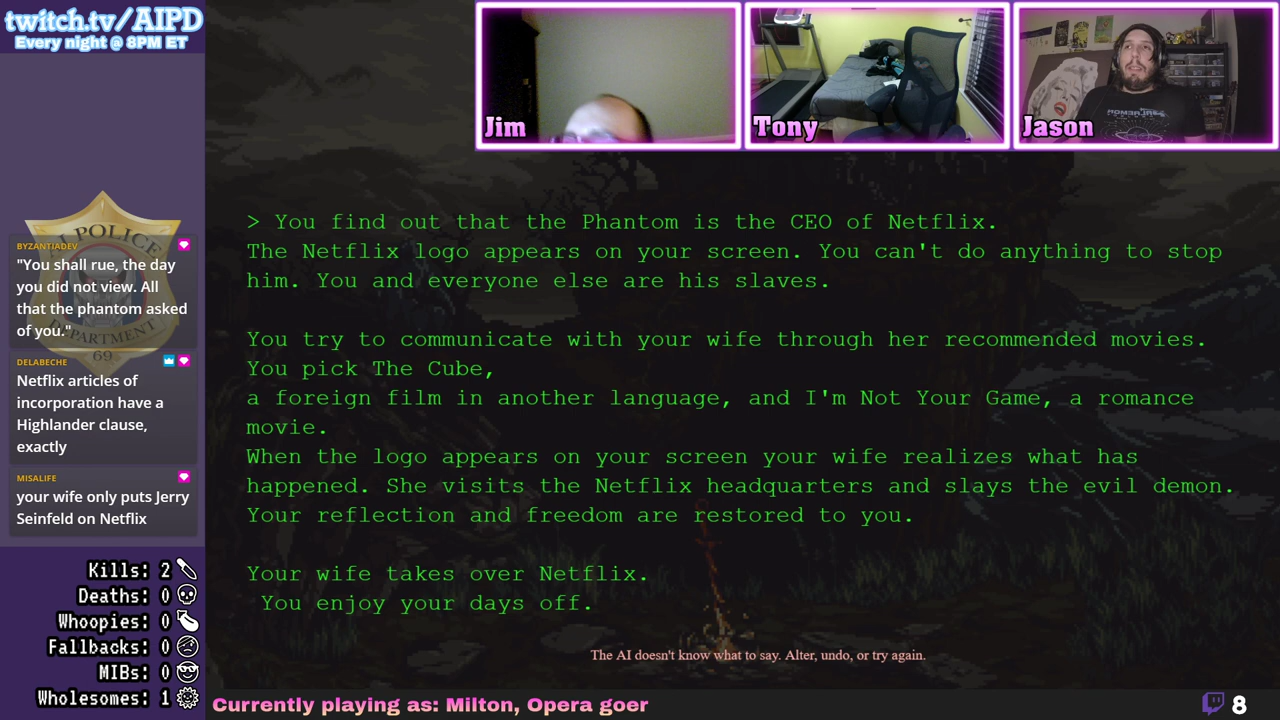 twitch.tv/AIPD
Every night @ 8PM ET
Jim
Tony
Jason
POLICE
DEPARTMENT
69
BYZANTIADEV
"You shall rue, the day
you did not view. All
that the phantom asked
of you."
DELABECHE
Netflix articles of
incorporation have a
Highlander clause,
exactly
MISALIFE
your wife only puts Jerry
Seinfeld on Netflix
Kills: 2
Deaths: 0
Whoopies: 0
Fallbacks: 0
MIBs: 0
Wholesomes: 1
> You find out that the Phantom is the CEO of Netflix.
The Netflix logo appears on your screen. You can't do anything to stop
him. You and everyone else are his slaves.
You try to communicate with your wife through her recommended movies.
You pick The Cube,
a foreign film in another language, and I'm Not Your Game, a romance
movie.
When the logo appears on your screen your wife realizes what has
happened. She visits the Netflix headquarters and slays the evil demon.
Your reflection and freedom are restored to you.
Your wife takes over Netflix.
You enjoy your days off.
The AI doesn't know what to say. Alter, undo, or try again.
Currently playing as: Milton, Opera goer
8